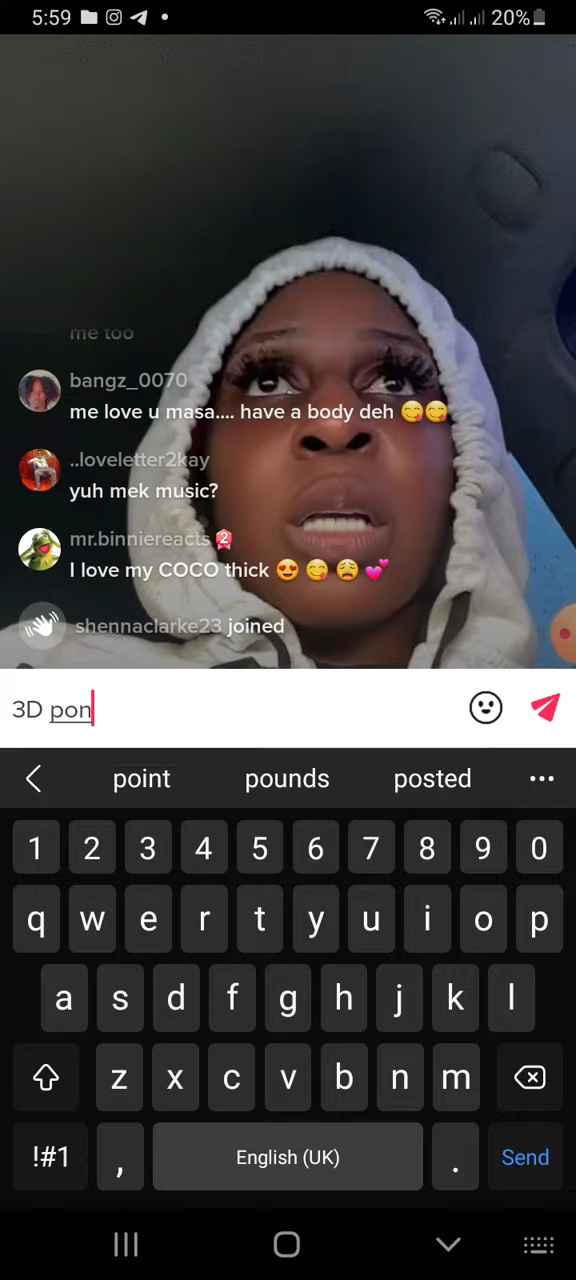 5:59 20%
me too
bangz_0070
me love u masa.... have a body deh 😋😋
..loveletter2kay
yuh mek music?
mr.binniereacts 2
I love my COCO thick 😍 😋 😩 💕
shennaclarke23 joined
3D pon
point pounds posted
1 2 3 4 5 6 7 8 9 0
q w e r t y u i o p
a s d f g h j k l
z x c v b n m
!#1 , English (UK) . Send